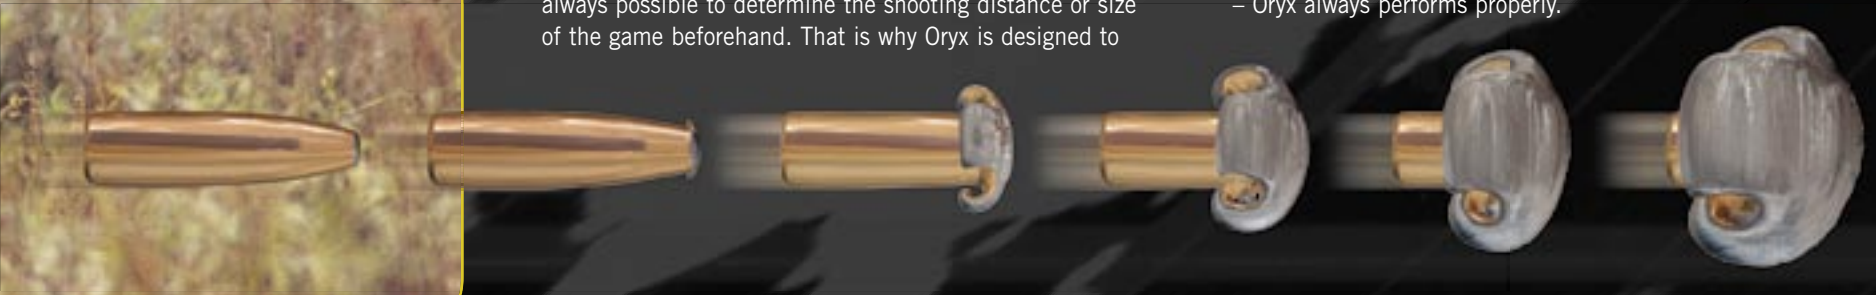 always possible to determine the shooting distance or size
of the game beforehand. That is why Oryx is designed to
– Oryx always performs properly.